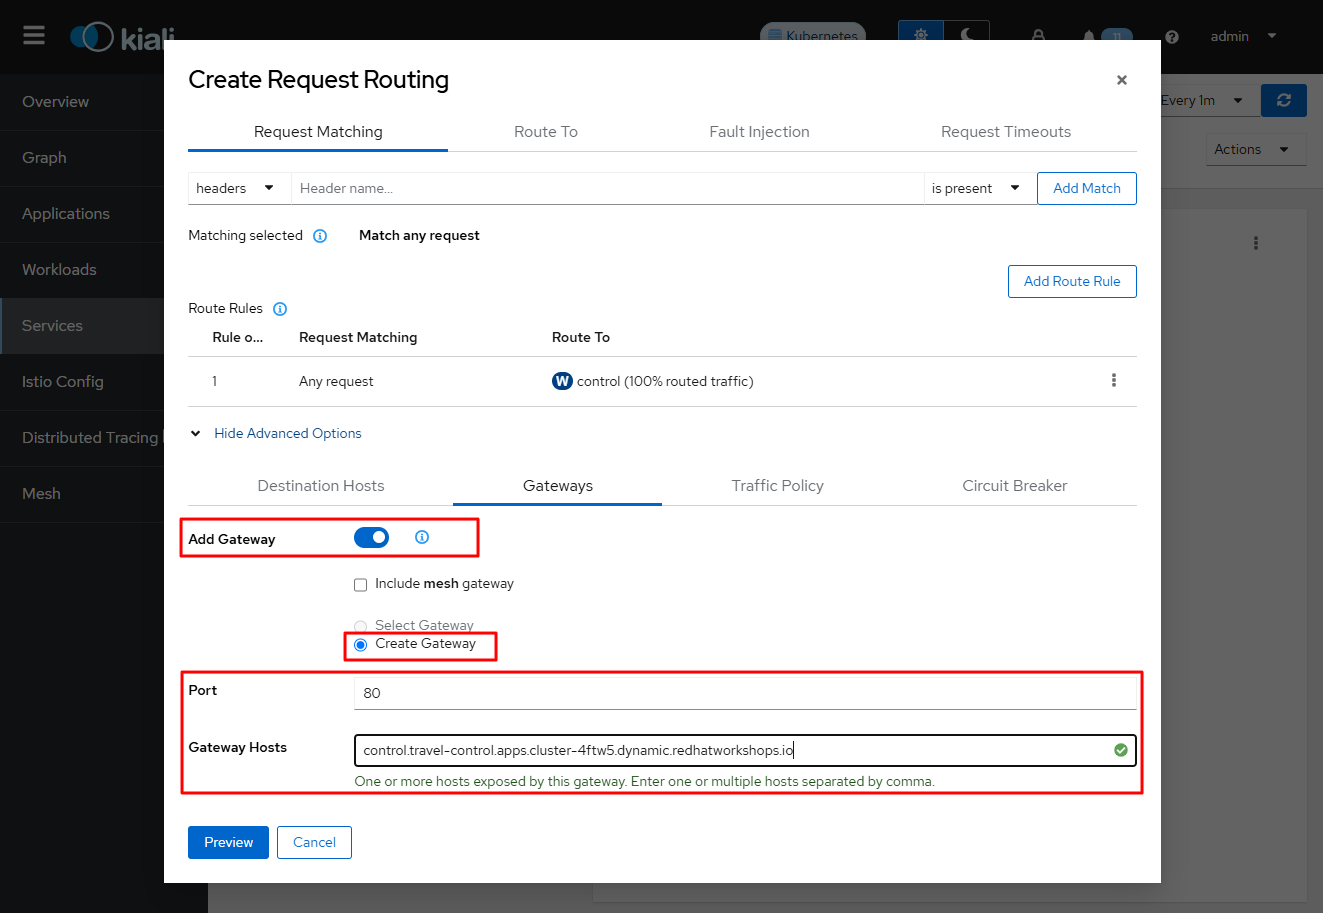 kiali
Kubernetes
11
admin
Overview
Graph
Applications
Workloads
Services
Istio Config
Distributed Tracing
Mesh
Every 1m
Actions
Create Request Routing
Request Matching Route To Fault Injection Request Timeouts
headers Header name... is present Add Match
Matching selected Match any request
Add Route Rule
Route Rules
Rule o... Request Matching Route To
1 Any request W control (100% routed traffic)
Hide Advanced Options
Destination Hosts Gateways Traffic Policy Circuit Breaker
Add Gateway
Include mesh gateway
Select Gateway
Create Gateway
Port 80
Gateway Hosts control.travel-control.apps.cluster-4ftw5.dynamic.redhatworkshops.io
One or more hosts exposed by this gateway. Enter one or multiple hosts separated by comma.
Preview Cancel